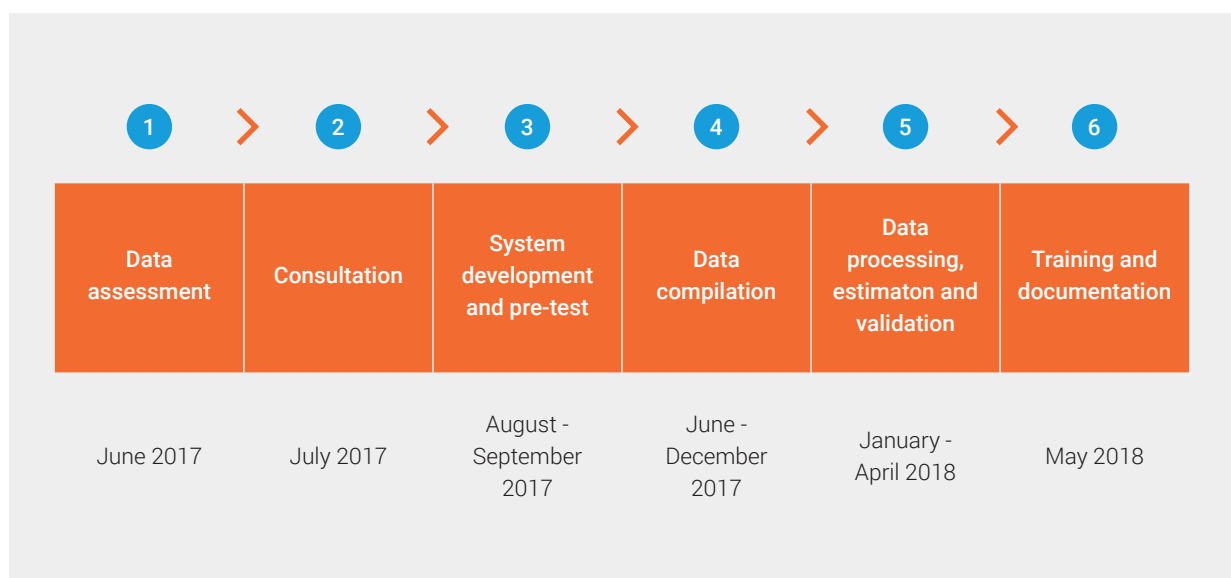 1
2
3
4
5
6
Data
assessment
Consultation
System
development
and pre-test
Data
compilation
Data
processing,
estimaton and
validation
Training and
documentation
June 2017
July 2017
August -
September
2017
June -
December
2017
January -
April 2018
May 2018